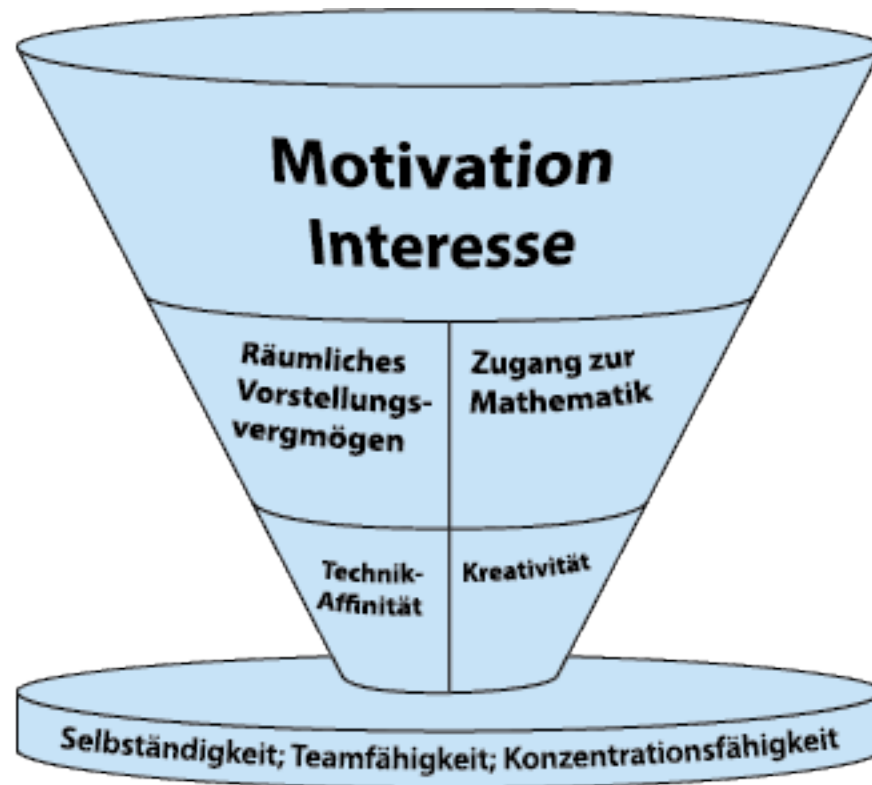 Motivation
Interesse
Räumliches
Vorstellungs-
vergmögen
Zugang zur
Mathematik
Technik-
Affinität
Kreativität
Selbständigkeit; Teamfähigkeit; Konzentrationsfähigkeit